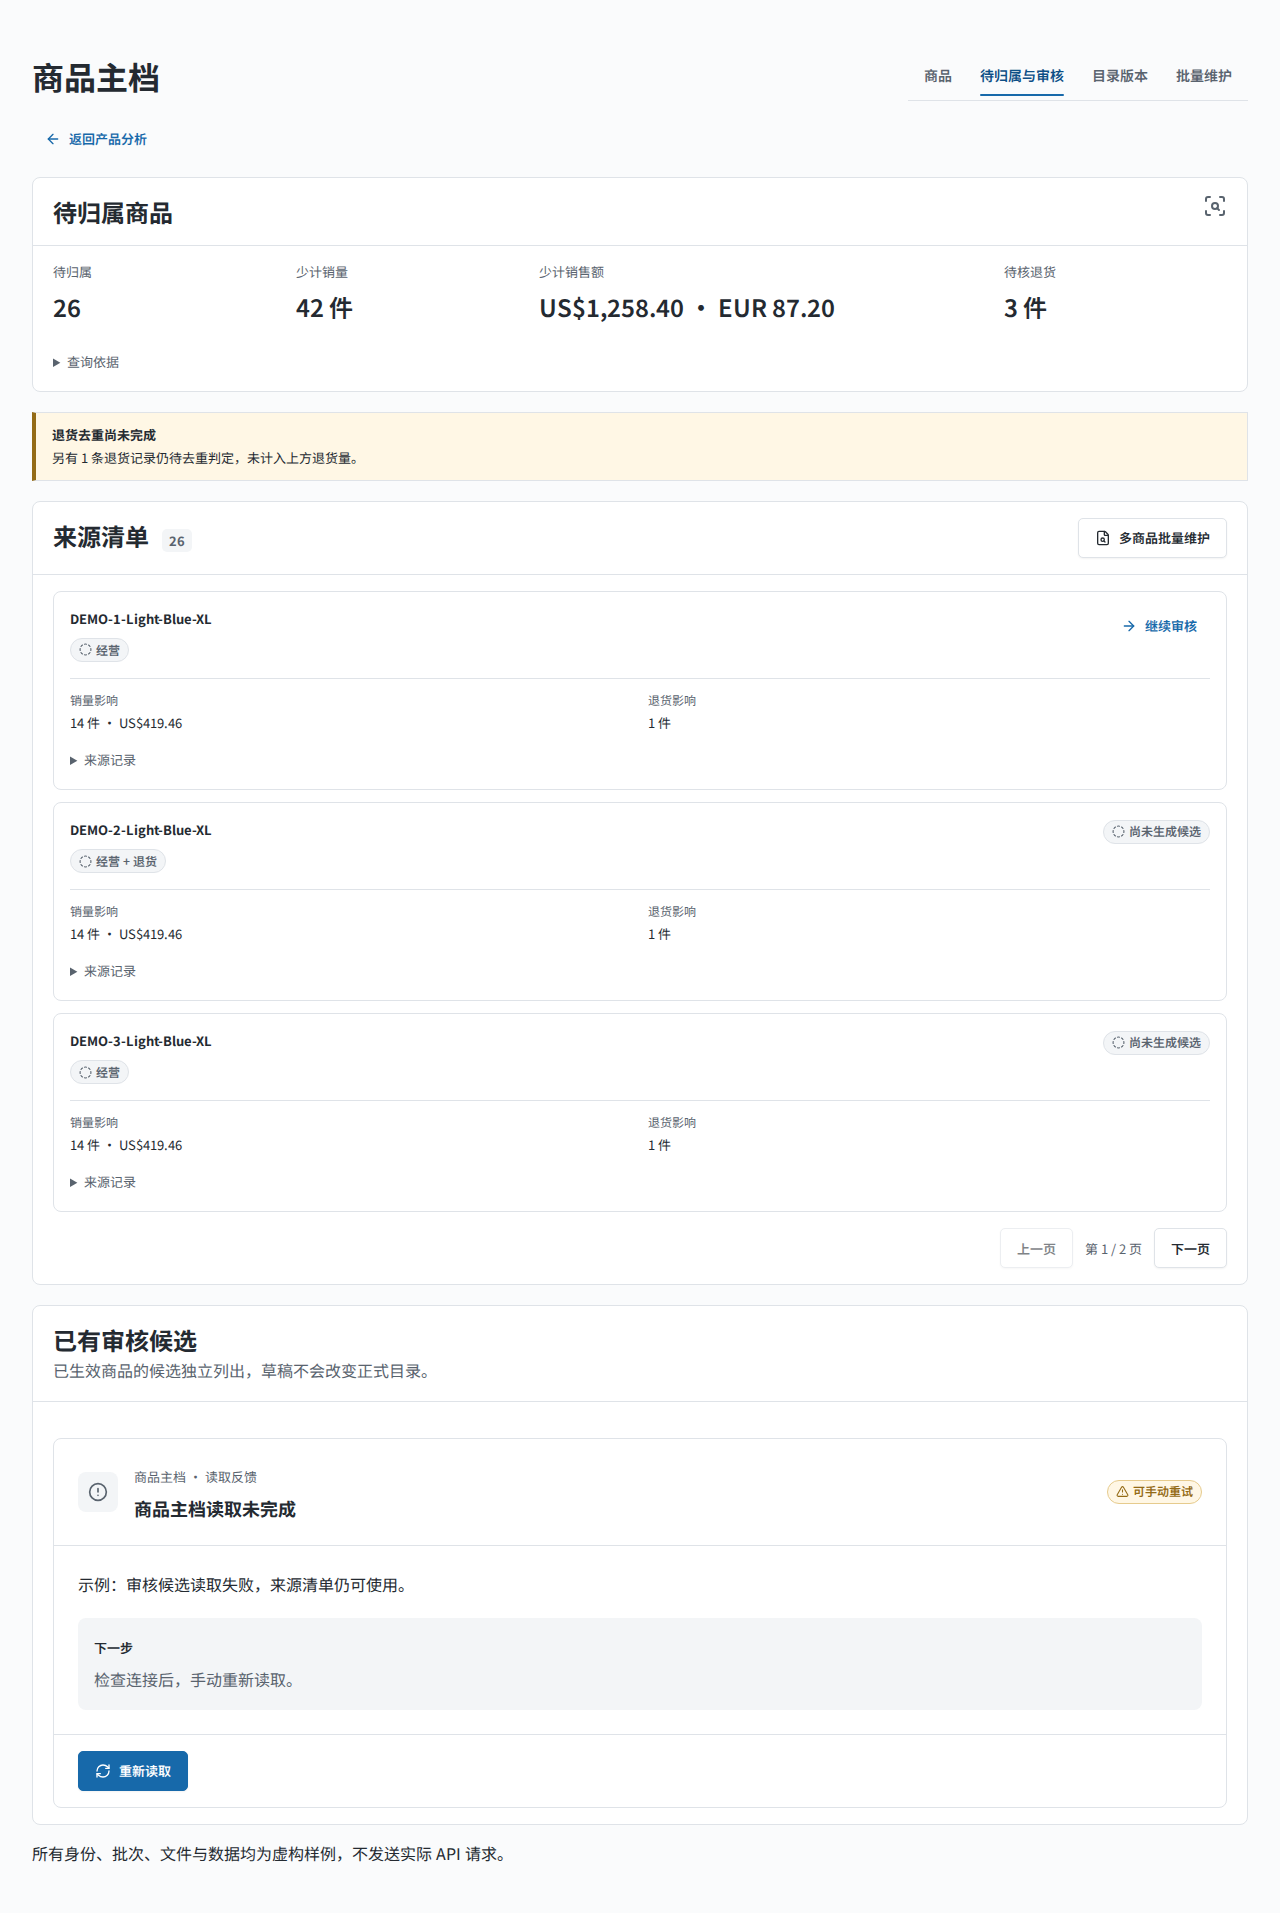 商品主档
商品
待归属与审核
目录版本
批量维护
返回产品分析
待归属商品
待归属
少计销量
少计销售额
待核退货
26
42 件
US$1,258.40 · EUR 87.20
3 件
查询依据
退货去重尚未完成
另有 1 条退货记录仍待去重判定，未计入上方退货量。
来源清单
26
多商品批量维护
DEMO-1-Light-Blue-XL
继续审核
经营
销量影响
退货影响
14 件 · US$419.46
1 件
来源记录
DEMO-2-Light-Blue-XL
尚未生成候选
经营 + 退货
销量影响
退货影响
14 件 · US$419.46
1 件
来源记录
DEMO-3-Light-Blue-XL
尚未生成候选
经营
销量影响
退货影响
14 件 · US$419.46
1 件
来源记录
上一页
第 1 / 2 页
下一页
已有审核候选
已生效商品的候选独立列出，草稿不会改变正式目录。
商品主档 · 读取反馈
商品主档读取未完成
可手动重试
示例：审核候选读取失败，来源清单仍可使用。
下一步
检查连接后，手动重新读取。
重新读取
所有身份、批次、文件与数据均为虚构样例，不发送实际 API 请求。